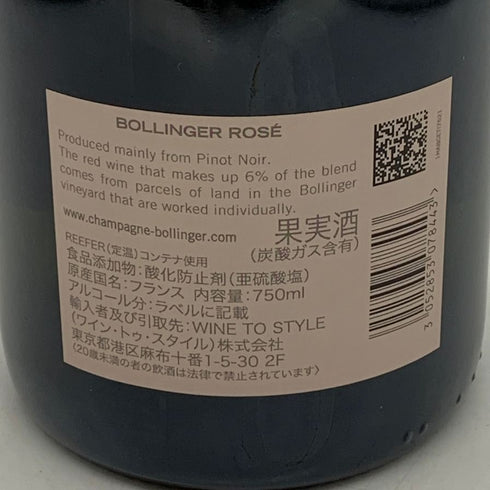 BOLLINGER ROSÉ
Produced mainly from Pinot Noir.
The red wine that makes up 6% of the blend
comes from parcels of land in the Bollinger
vineyard that are worked individually.
www.champagne-bollinger.com
果実酒
(炭酸ガス含有)
REEFER(定温)コンテナ使用
食品添加物:酸化防止剤(亜硫酸塩)
原産国名:フランス 内容量:750ml
アルコール分:ラベルに記載
輸入者及び引取先:WINE TO STYLE
(ワイン・トゥ・スタイル)株式会社
東京都港区麻布十番1-5-30 2F
〈20歳未満の者の飲酒は法律で禁止されています〉
3 052853 078443 >